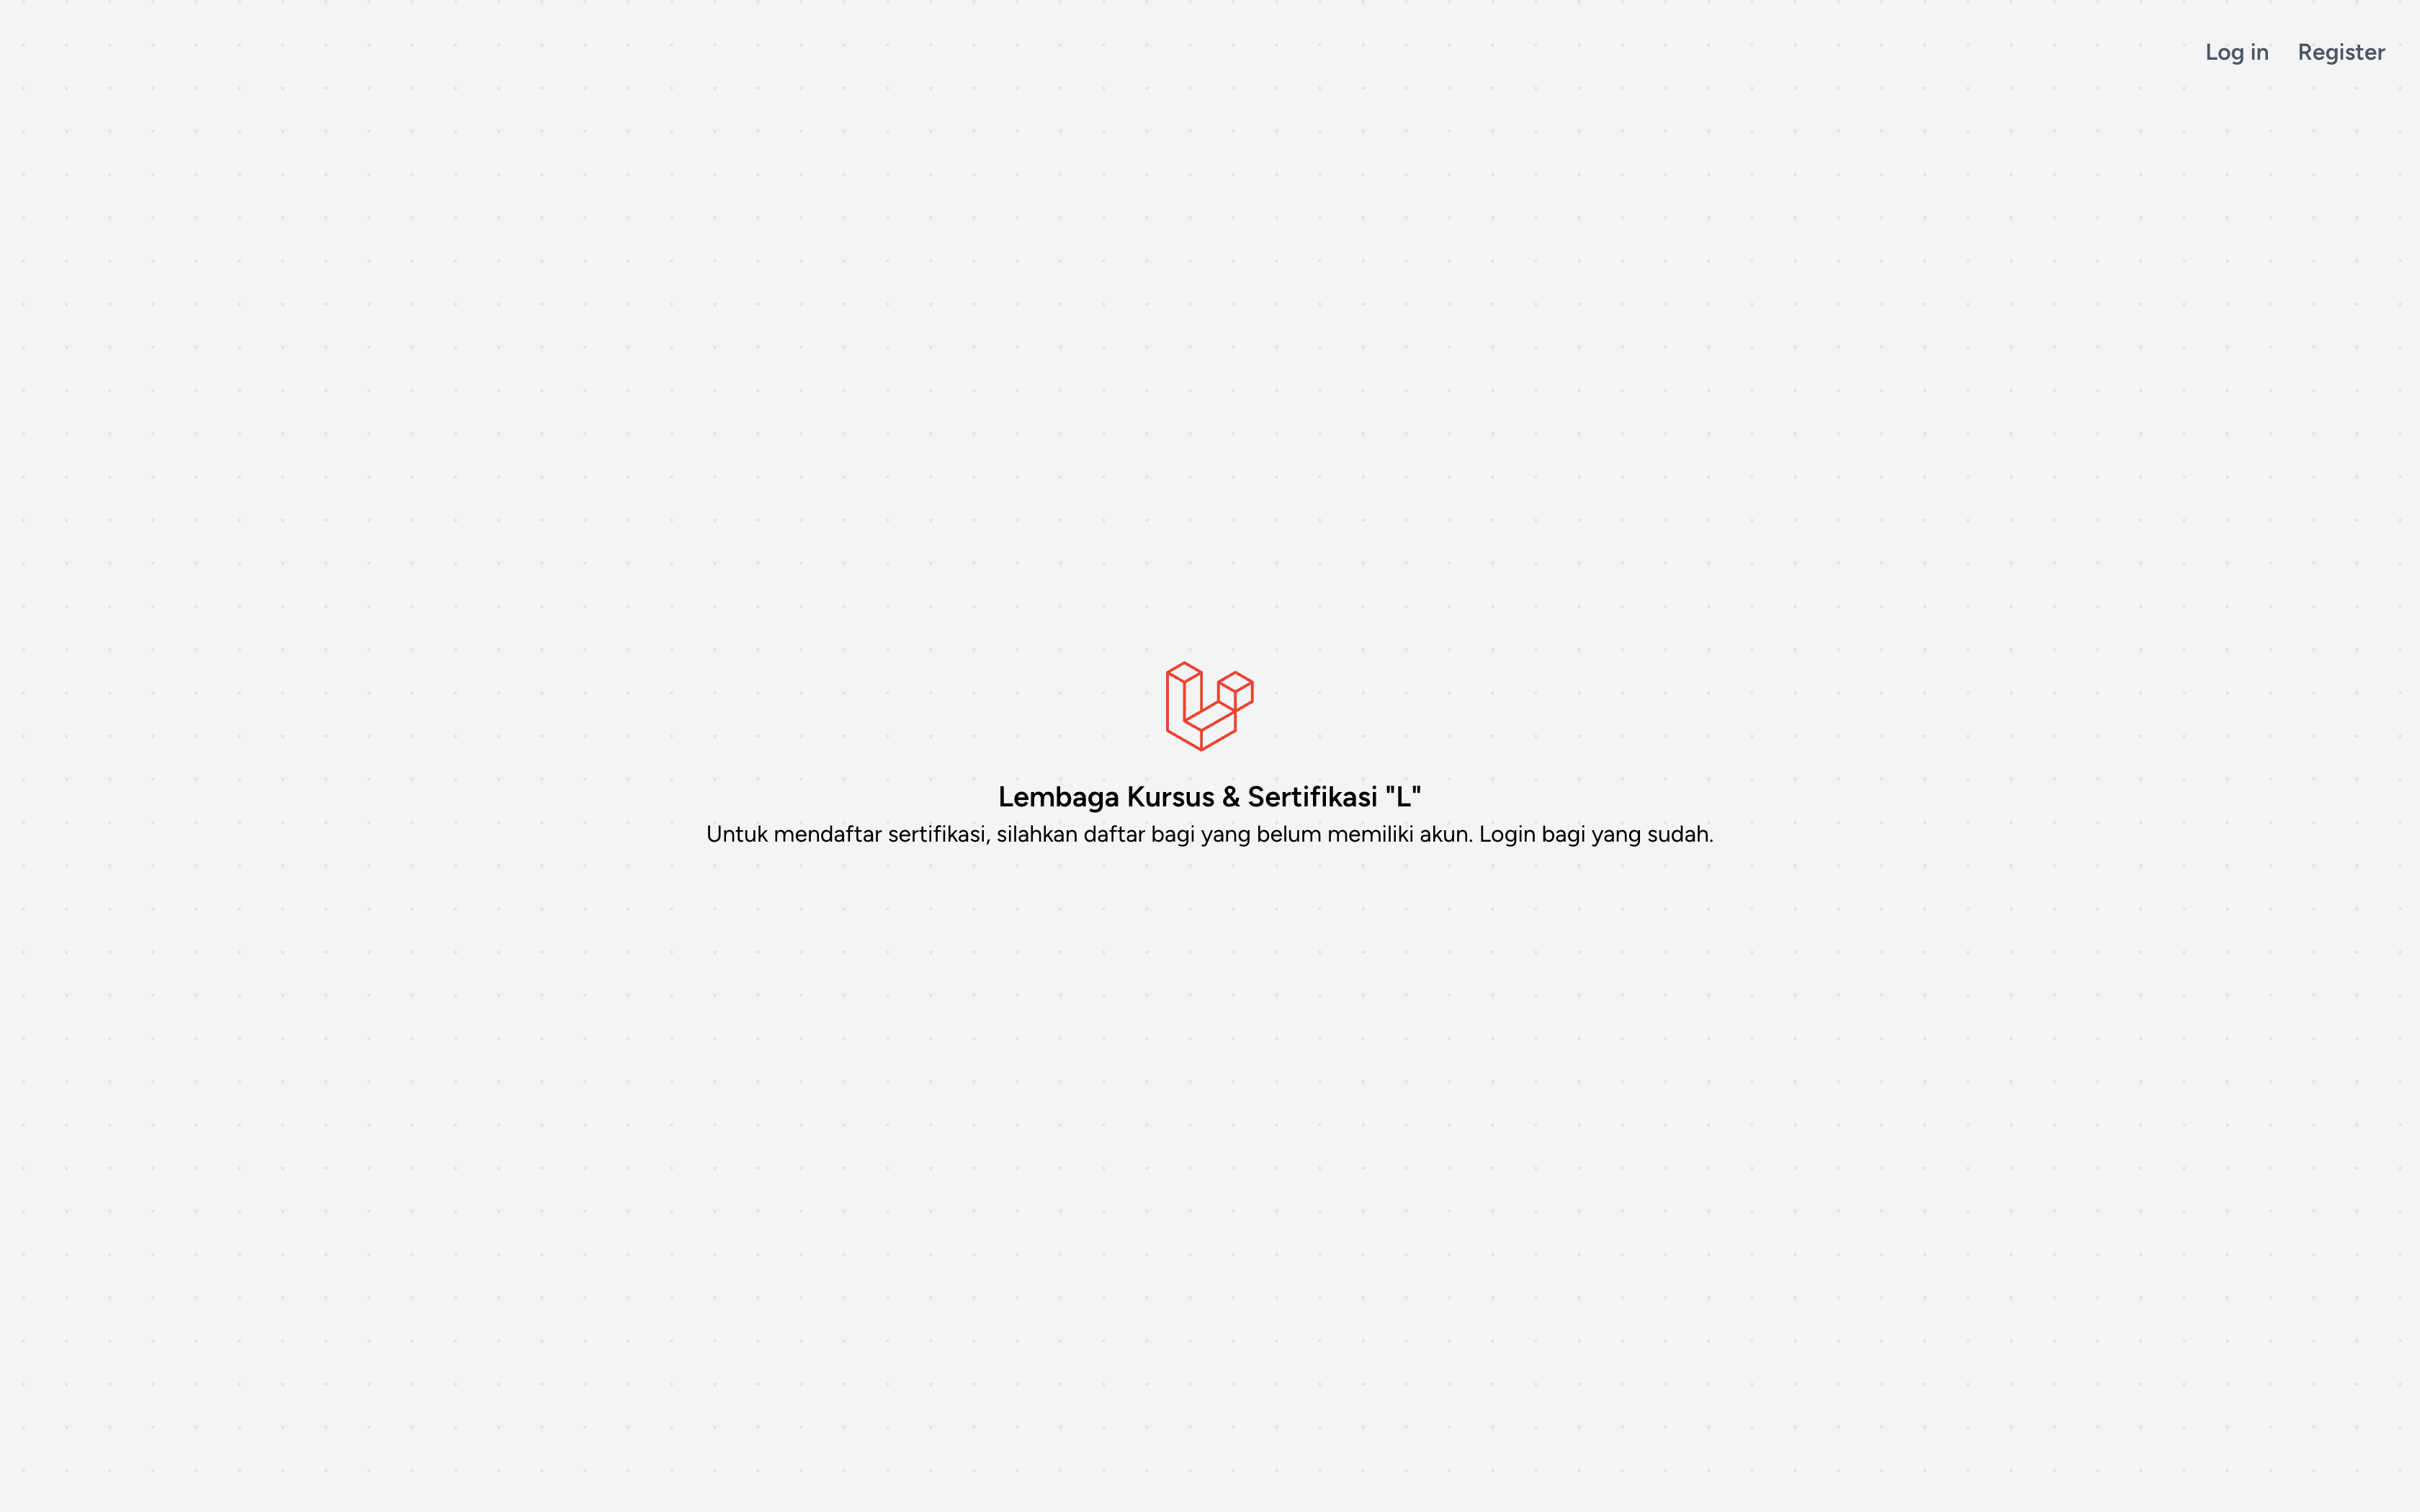 Log in Register
Lembaga Kursus & Sertifikasi "L"
Untuk mendaftar sertifikasi, silahkan daftar bagi yang belum memiliki akun. Login bagi yang sudah.